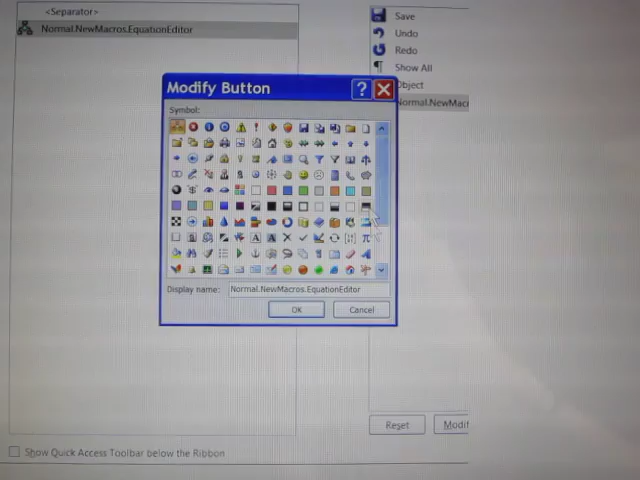 <Separator>
Normal.NewMacros.EquationEditor
Save
Undo
Redo
Show All
Object
Normal.NewMacr
Modify Button
Symbol:
Display name:
Normal.NewMacros.EquationEditor
OK
Cancel
Reset
Modif
Show Quick Access Toolbar below the Ribbon